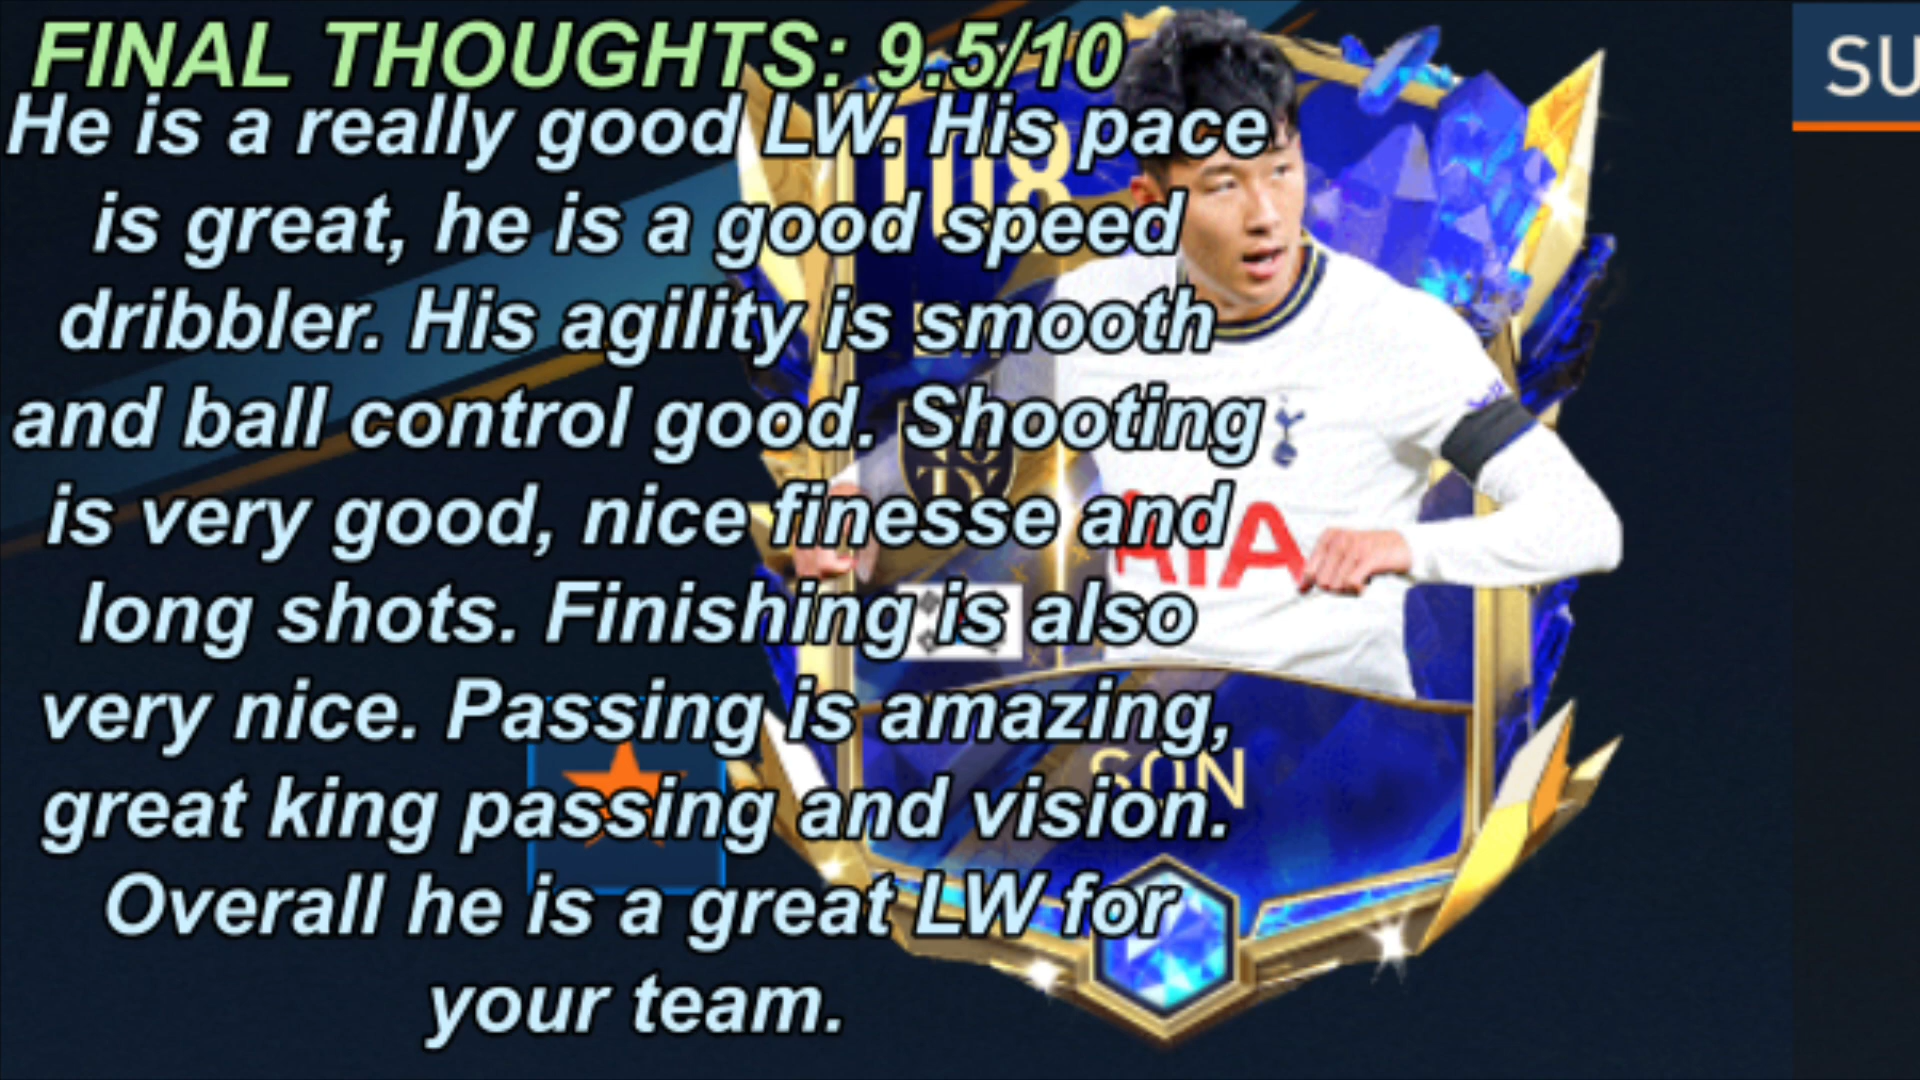 FINAL THOUGHTS: 9.5/10
He is a really good LW. His pace
is great, he is a good speed
dribbler. His agility is smooth
and ball control good. Shooting
is very good, nice finesse and
long shots. Finishing is also
very nice. Passing is amazing,
great king passing and vision.
Overall he is a great LW for
your team.
108
AIA
SON
SU